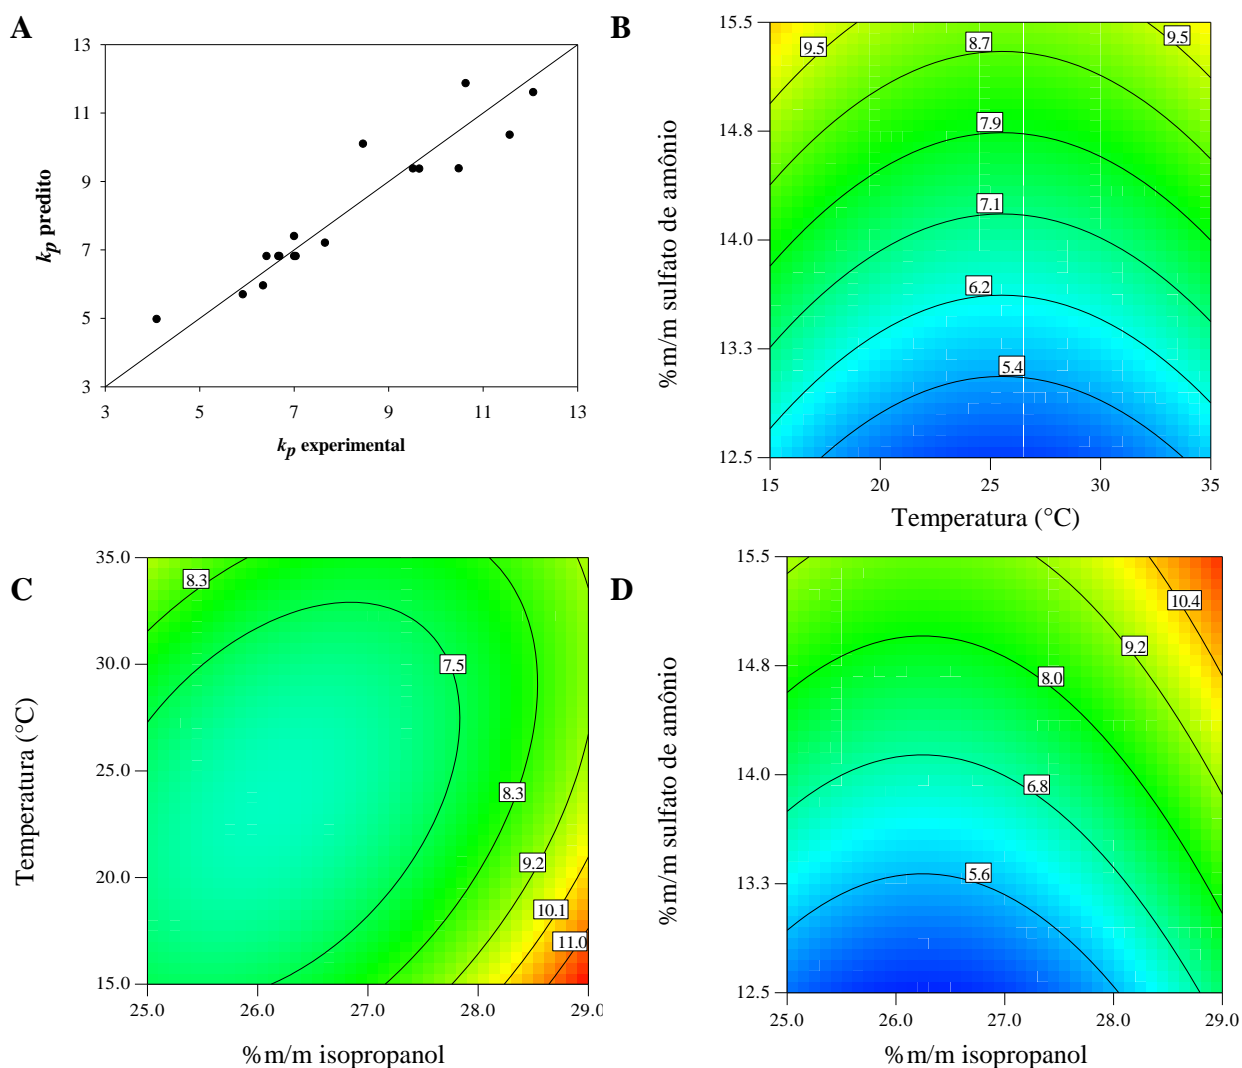 A
13
11
9
7
5
3
3 5 7 9 11 13
kp predito
kp experimental
B
15.5
14.8
14.0
13.3
12.5
15 20 25 30 35
%m/m sulfato de amônio
Temperatura (°C)
9.5
8.7
9.5
7.9
7.1
6.2
5.4
C
35.0
30.0
25.0
20.0
15.0
25.0 26.0 27.0 28.0 29.0
Temperatura (°C)
%m/m isopropanol
8.3
7.5
8.3
9.2
10.1
11.0
D
15.5
14.8
14.0
13.3
12.5
25.0 26.0 27.0 28.0 29.0
%m/m sulfato de amônio
%m/m isopropanol
10.4
9.2
8.0
6.8
5.6